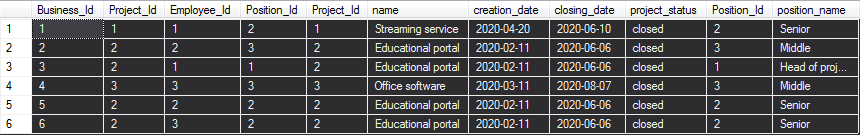 Business_Id Project_Id Employee_Id Position_Id Project_Id name creation_date closing_date project_status Position_Id position_name
1 1 1 1 2 1 Streaming service 2020-04-20 2020-06-10 closed 2 Senior
2 2 2 2 3 2 Educational portal 2020-02-11 2020-06-06 closed 3 Middle
3 3 2 1 1 2 Educational portal 2020-02-11 2020-06-06 closed 1 Head of proj...
4 4 3 3 3 3 Office software 2020-03-11 2020-08-07 closed 3 Middle
5 5 2 2 2 2 Educational portal 2020-02-11 2020-06-06 closed 2 Senior
6 6 2 3 2 2 Educational portal 2020-02-11 2020-06-06 closed 2 Senior